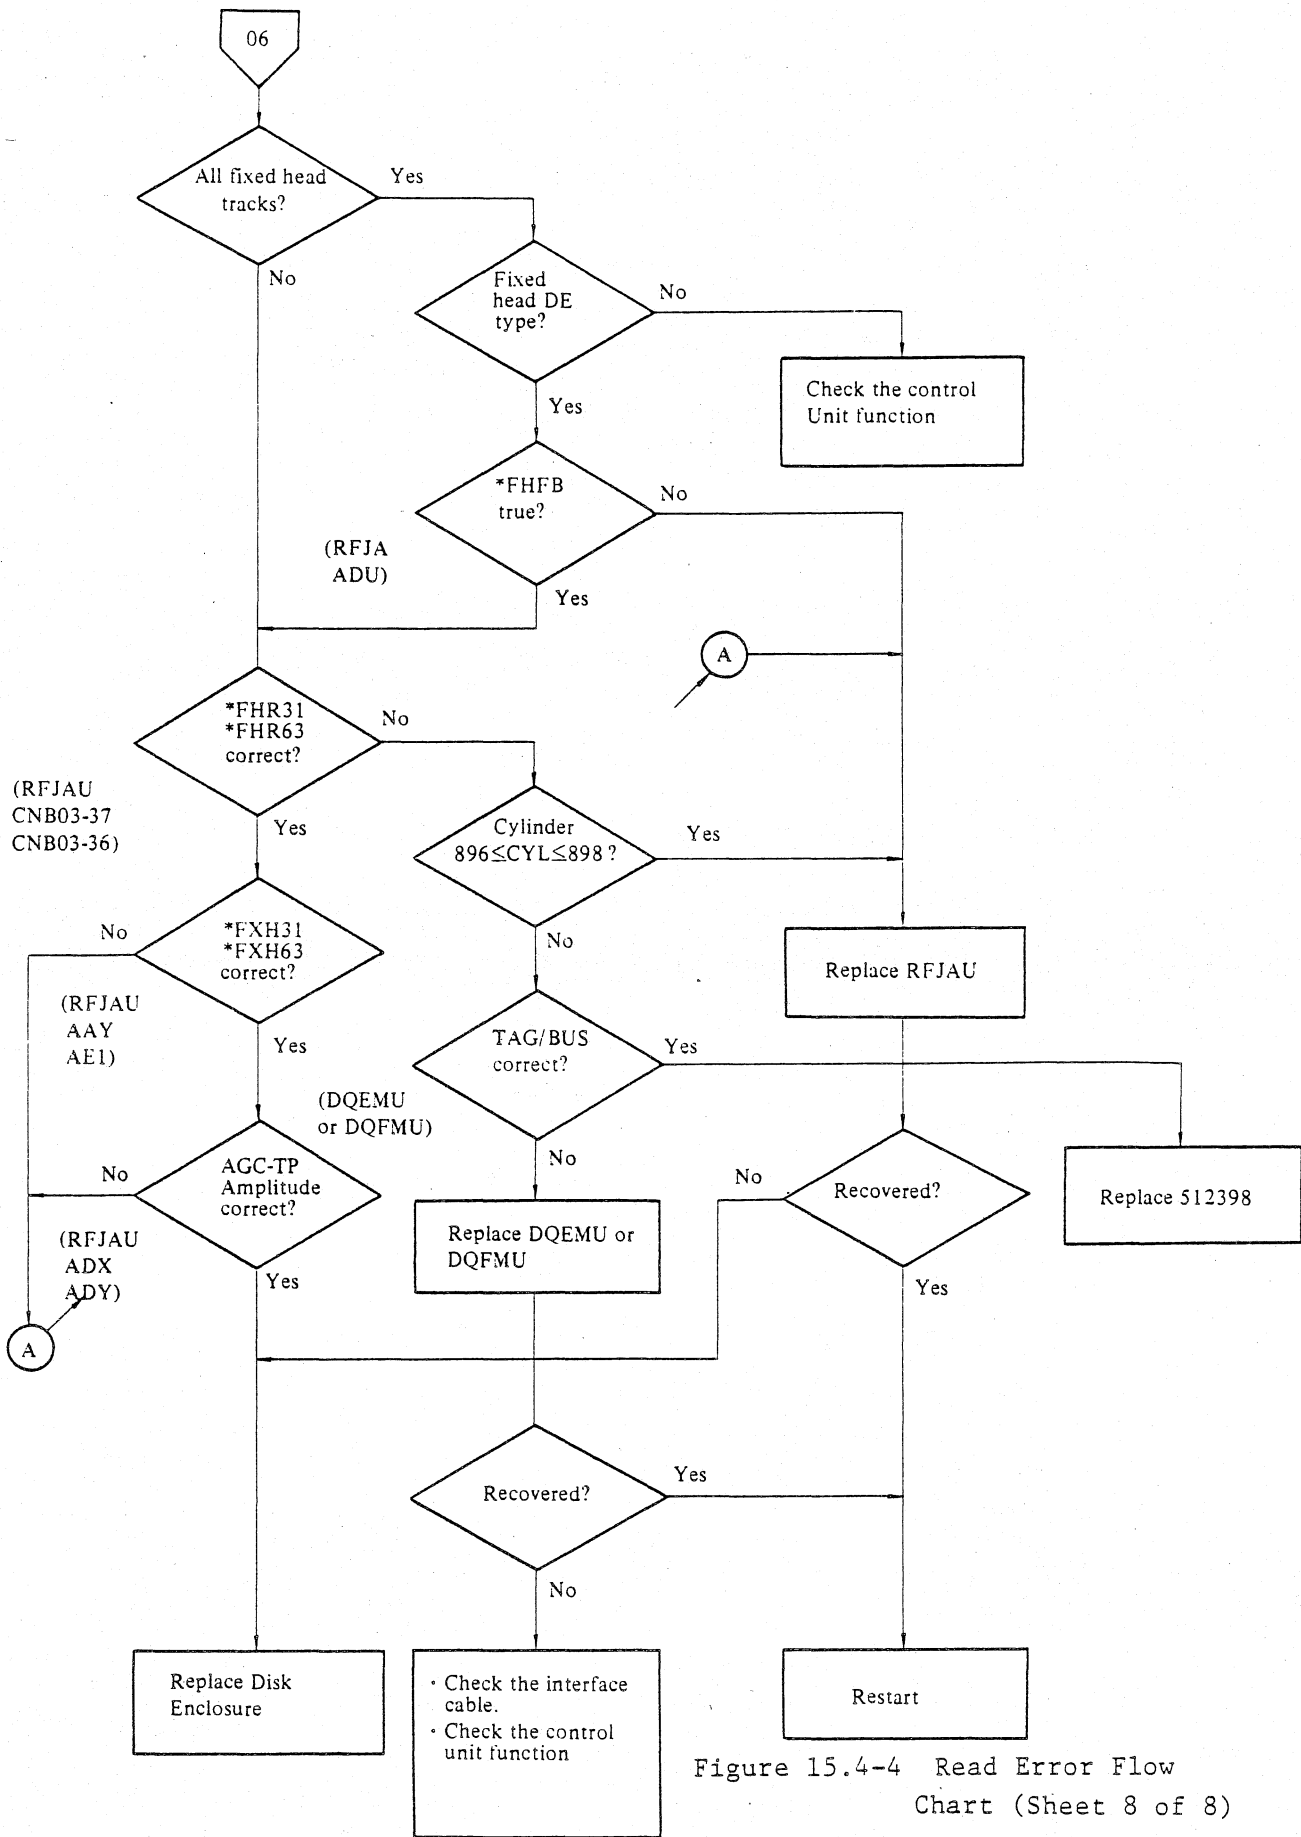 06
All fixed head
tracks?
Yes
No
Fixed
head DE
type?
No
Yes
Check the control
Unit function
*FHFB
true?
No
(RFJA
ADU)
Yes
A
*FHR31
*FHR63
correct?
No
(RFJAU
CNB03-37
CNB03-36)
Yes
Cylinder
896≤CYL≤898?
Yes
No
*FXH31
*FXH63
correct?
No
(RFJAU
AAY
AE1)
Yes
Replace RFJAU
TAG/BUS
correct?
Yes
(DQEMU
or DQFMU)
No
AGC-TP
Amplitude
correct?
No
(RFJAU
ADX
ADY)
Yes
A
Replace DQEMU or
DQFMU
No
Recovered?
Yes
Replace 512398
Recovered?
Yes
No
Replace Disk
Enclosure
• Check the interface
cable.
• Check the control
unit function
Restart
Figure 15.4-4 Read Error Flow
Chart (Sheet 8 of 8)